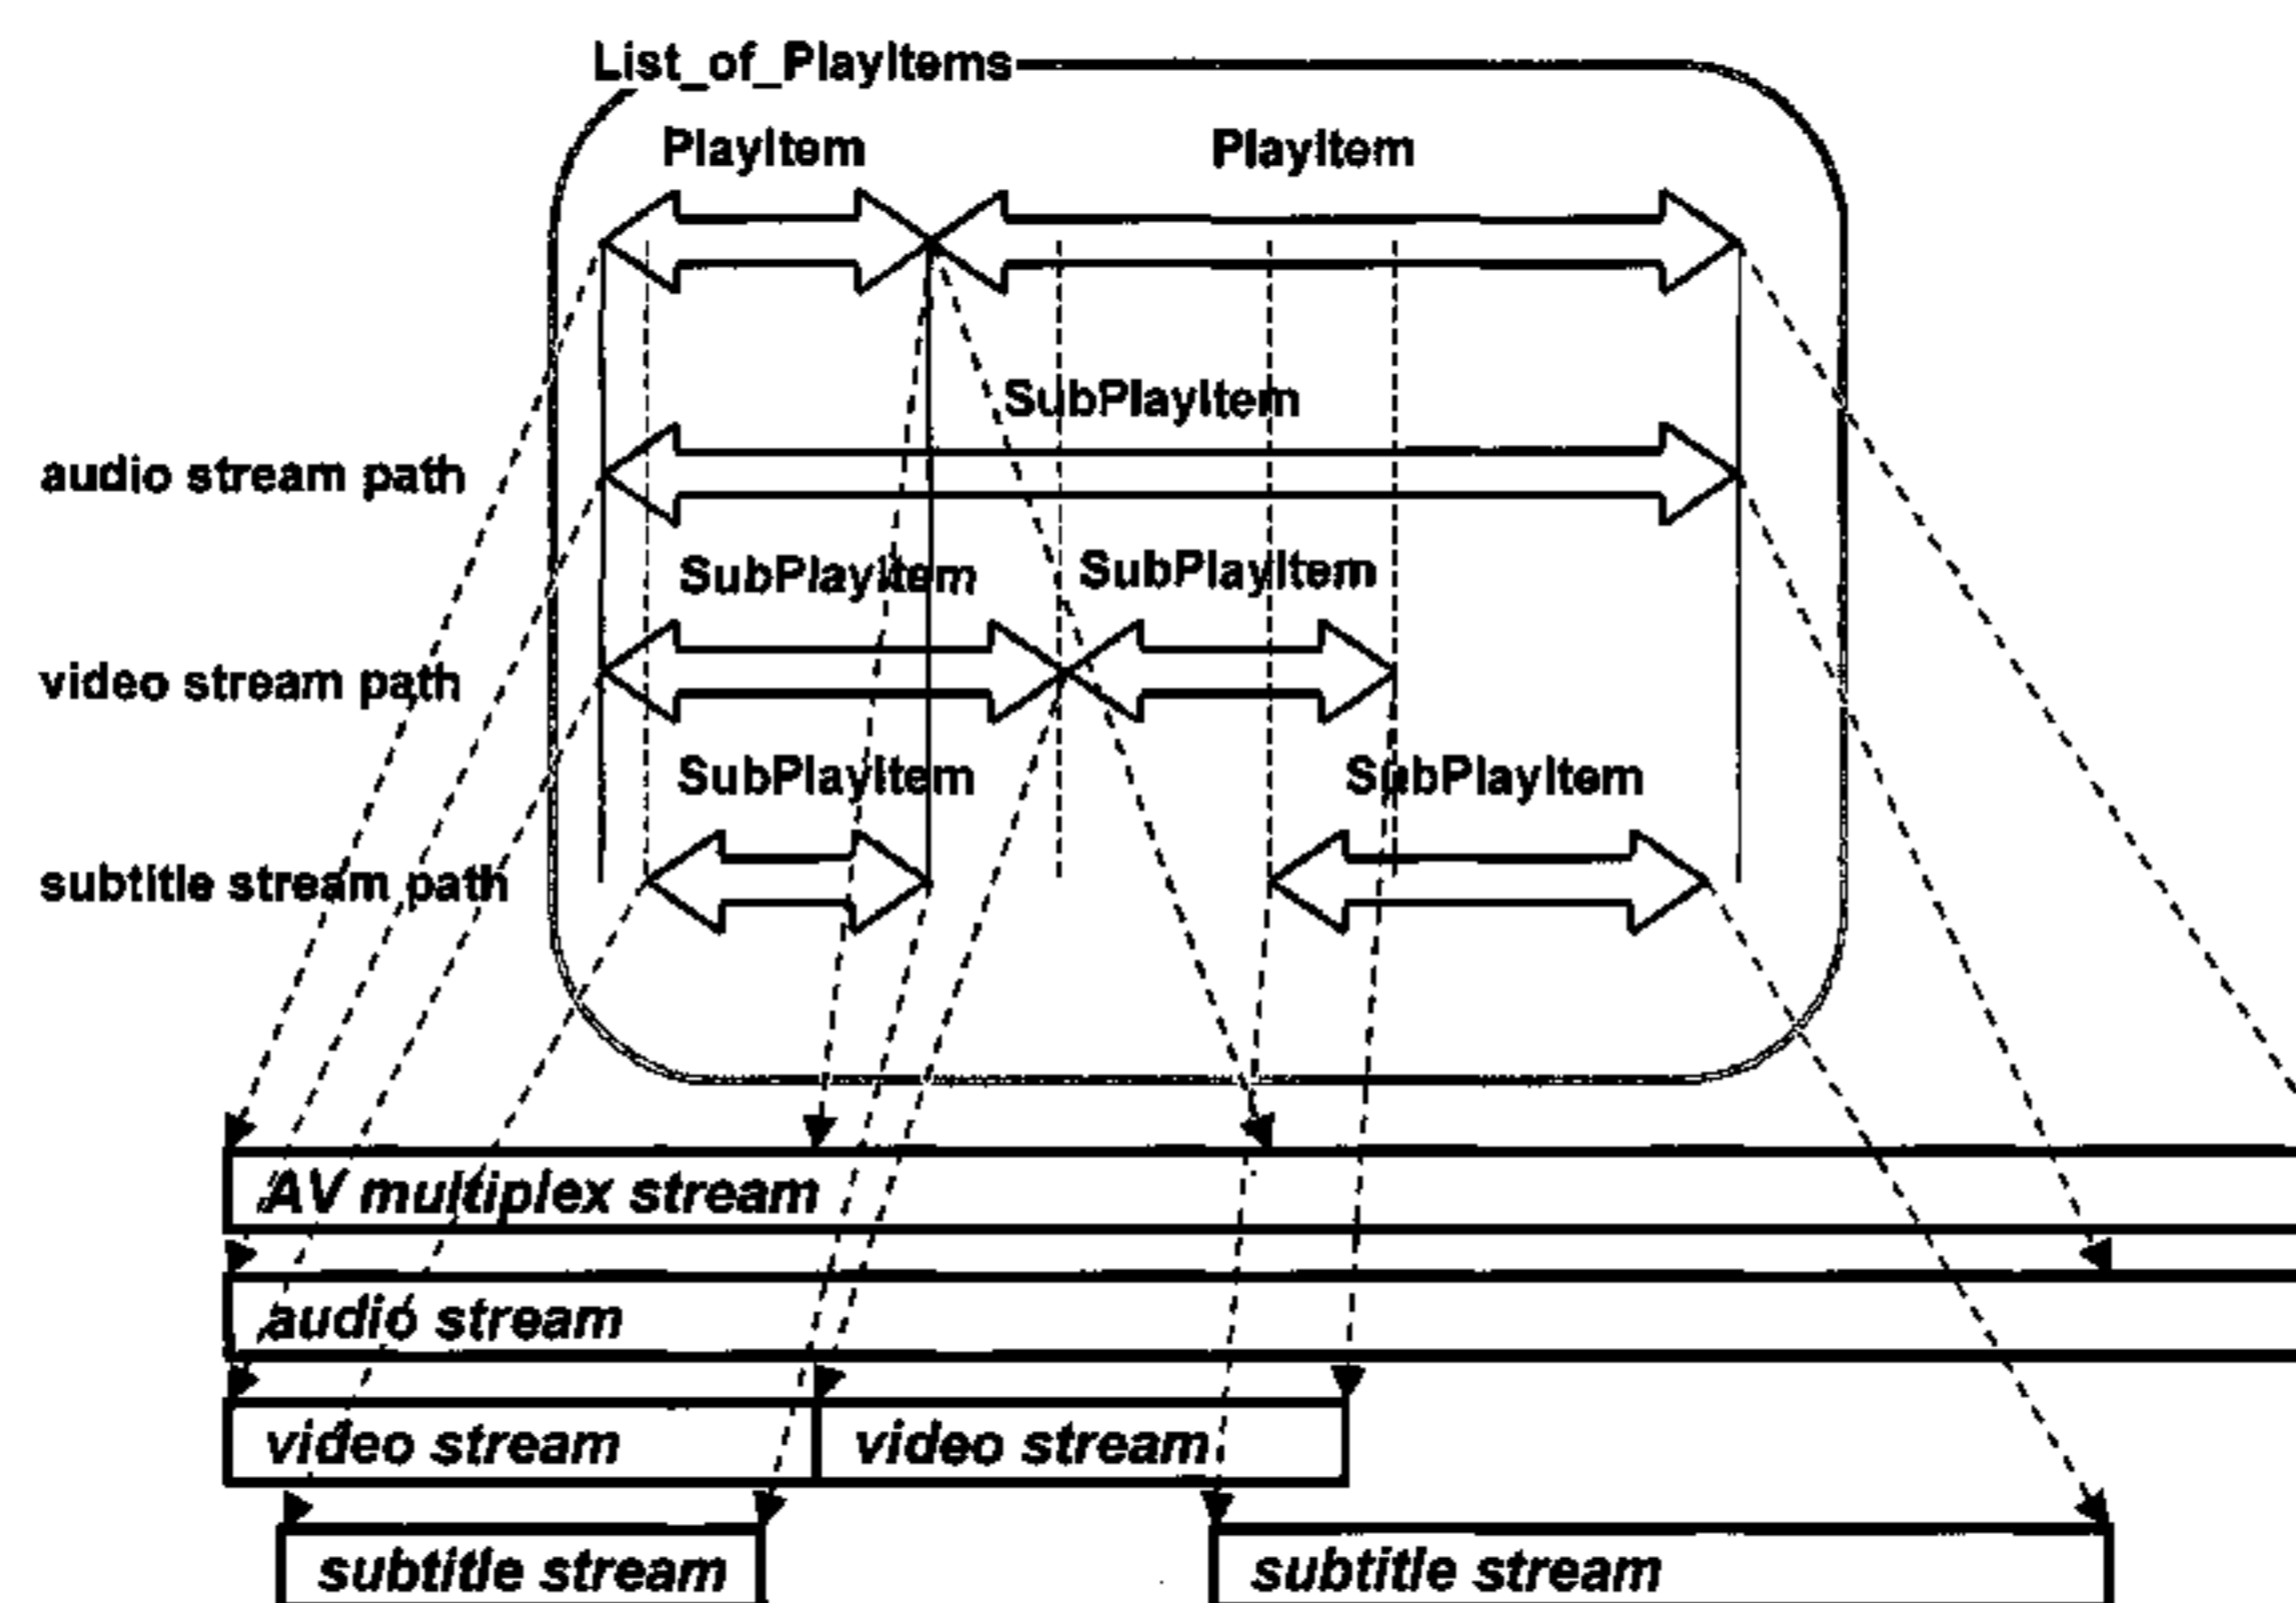 List_of_PlayItems
PlayItem PlayItem
SubPlayItem
audio stream path
SubPlayItem SubPlayItem
video stream path
SubPlayItem SubPlayItem
subtitle stream path
AV multiplex stream
audio stream
video stream video stream
subtitle stream subtitle stream